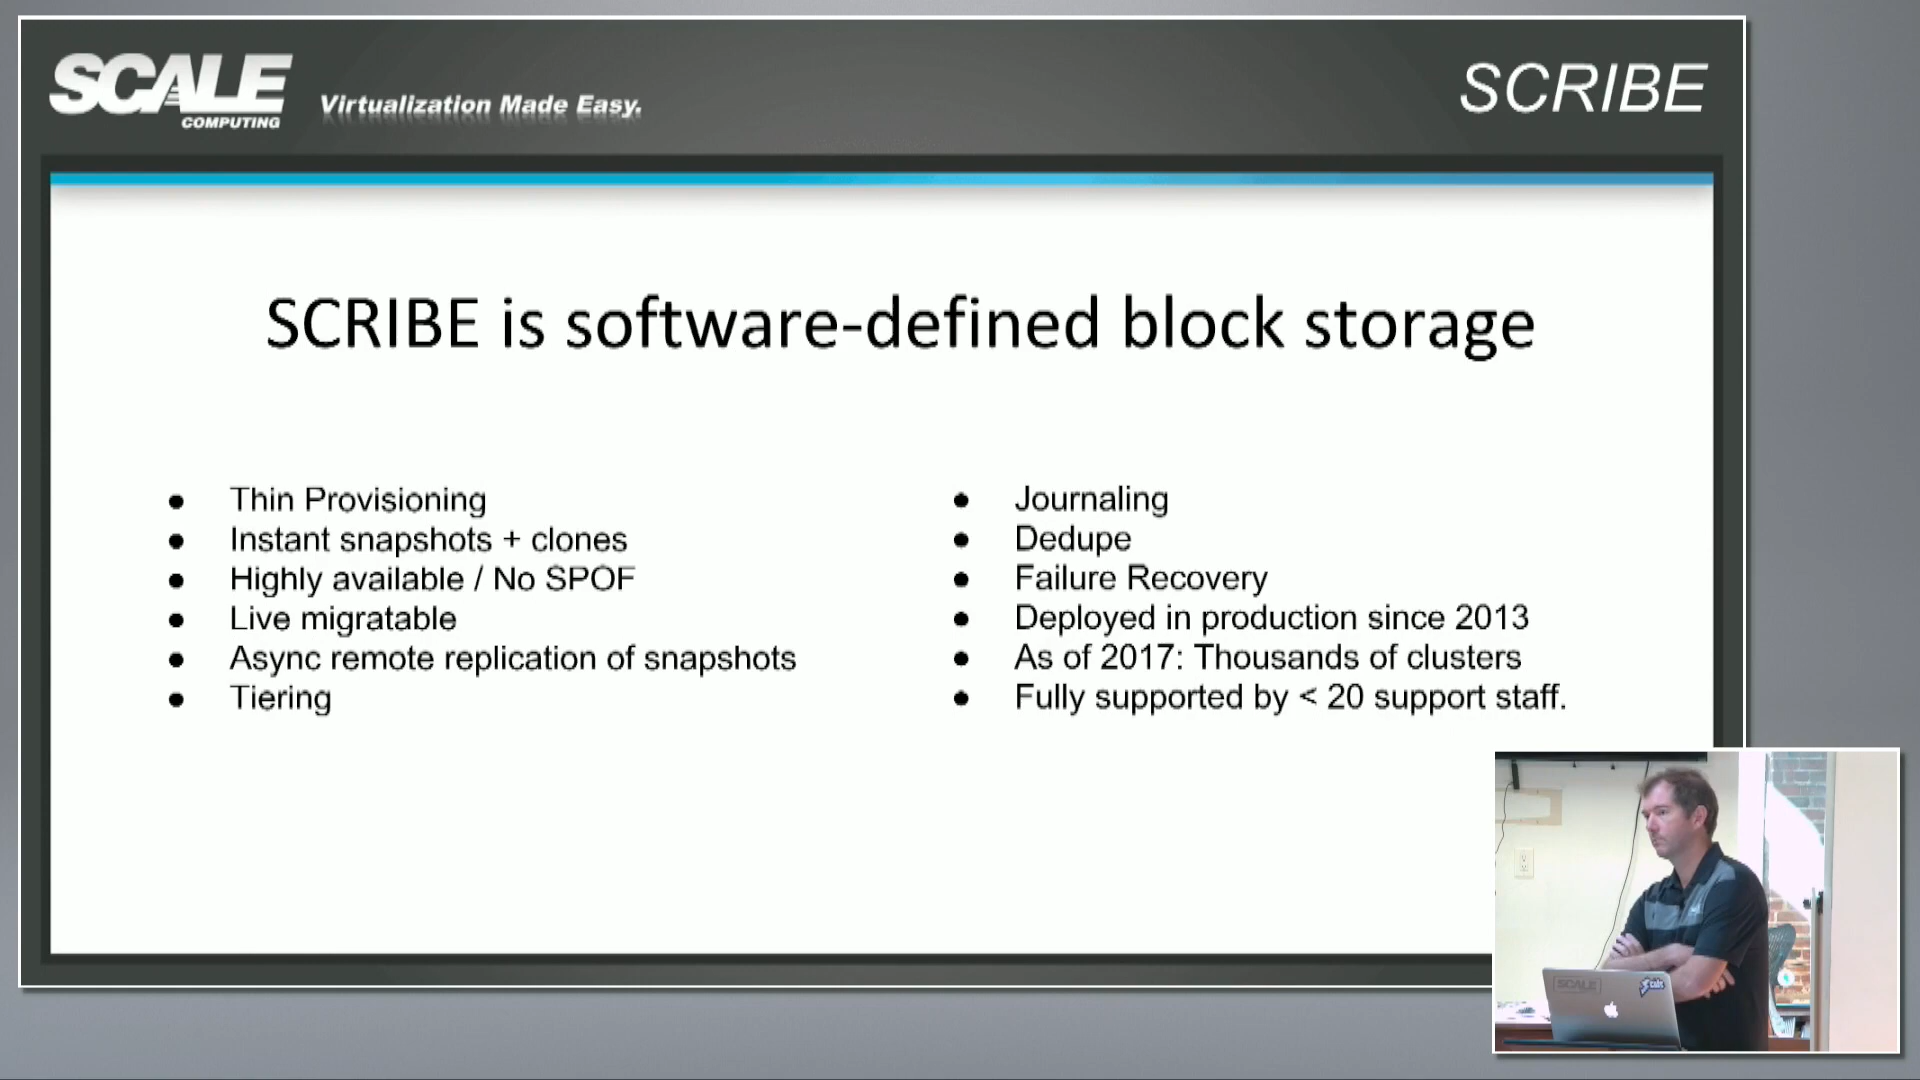 SCALE
COMPUTING
Virtualization Made Easy.
SCRIBE
SCRIBE is software-defined block storage
● Thin Provisioning
● Instant snapshots + clones
● Highly available / No SPOF
● Live migratable
● Async remote replication of snapshots
● Tiering
● Journaling
● Dedupe
● Failure Recovery
● Deployed in production since 2013
● As of 2017: Thousands of clusters
● Fully supported by < 20 support staff.
SCALE
Scale